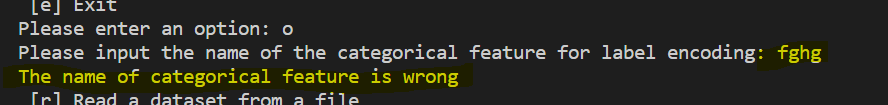 [e] Exit
Please enter an option: o
Please input the name of the categorical feature for label encoding: fghg
The name of categorical feature is wrong
[r] Read a dataset from a file